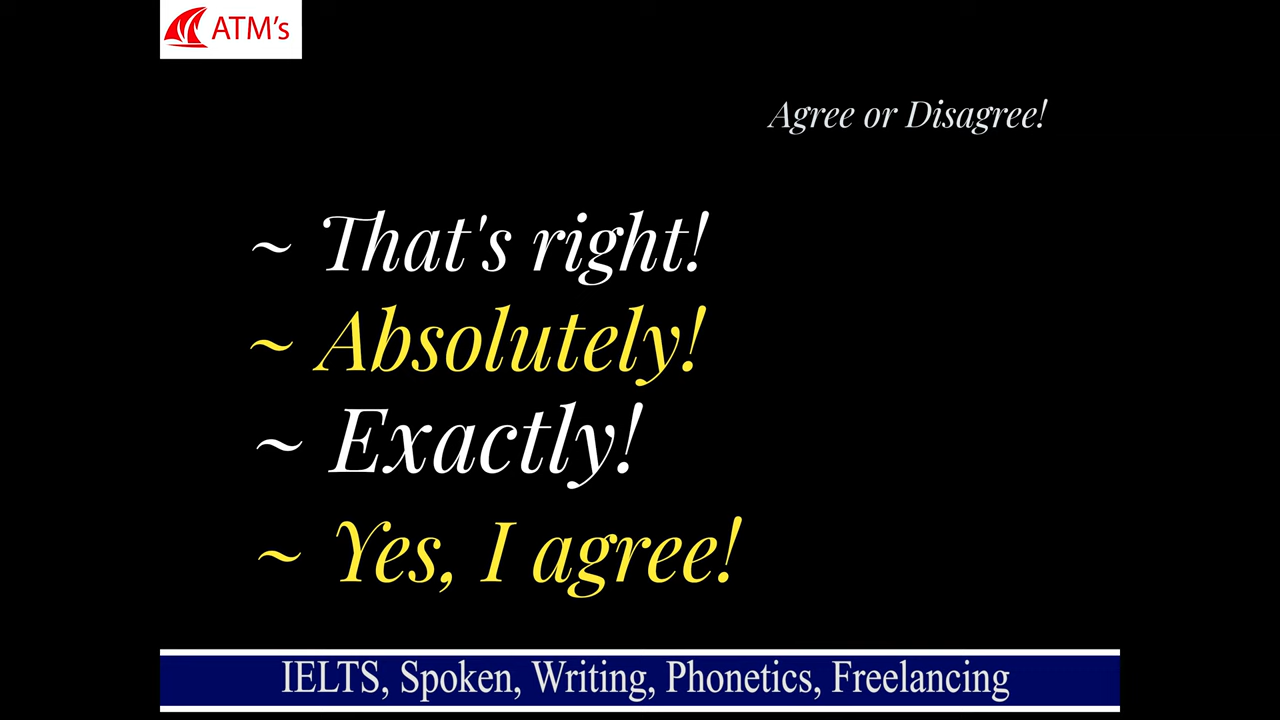 ATM's
Agree or Disagree!
~ That's right!
~ Absolutely!
~ Exactly!
~ Yes, I agree!
IELTS, Spoken, Writing, Phonetics, Freelancing